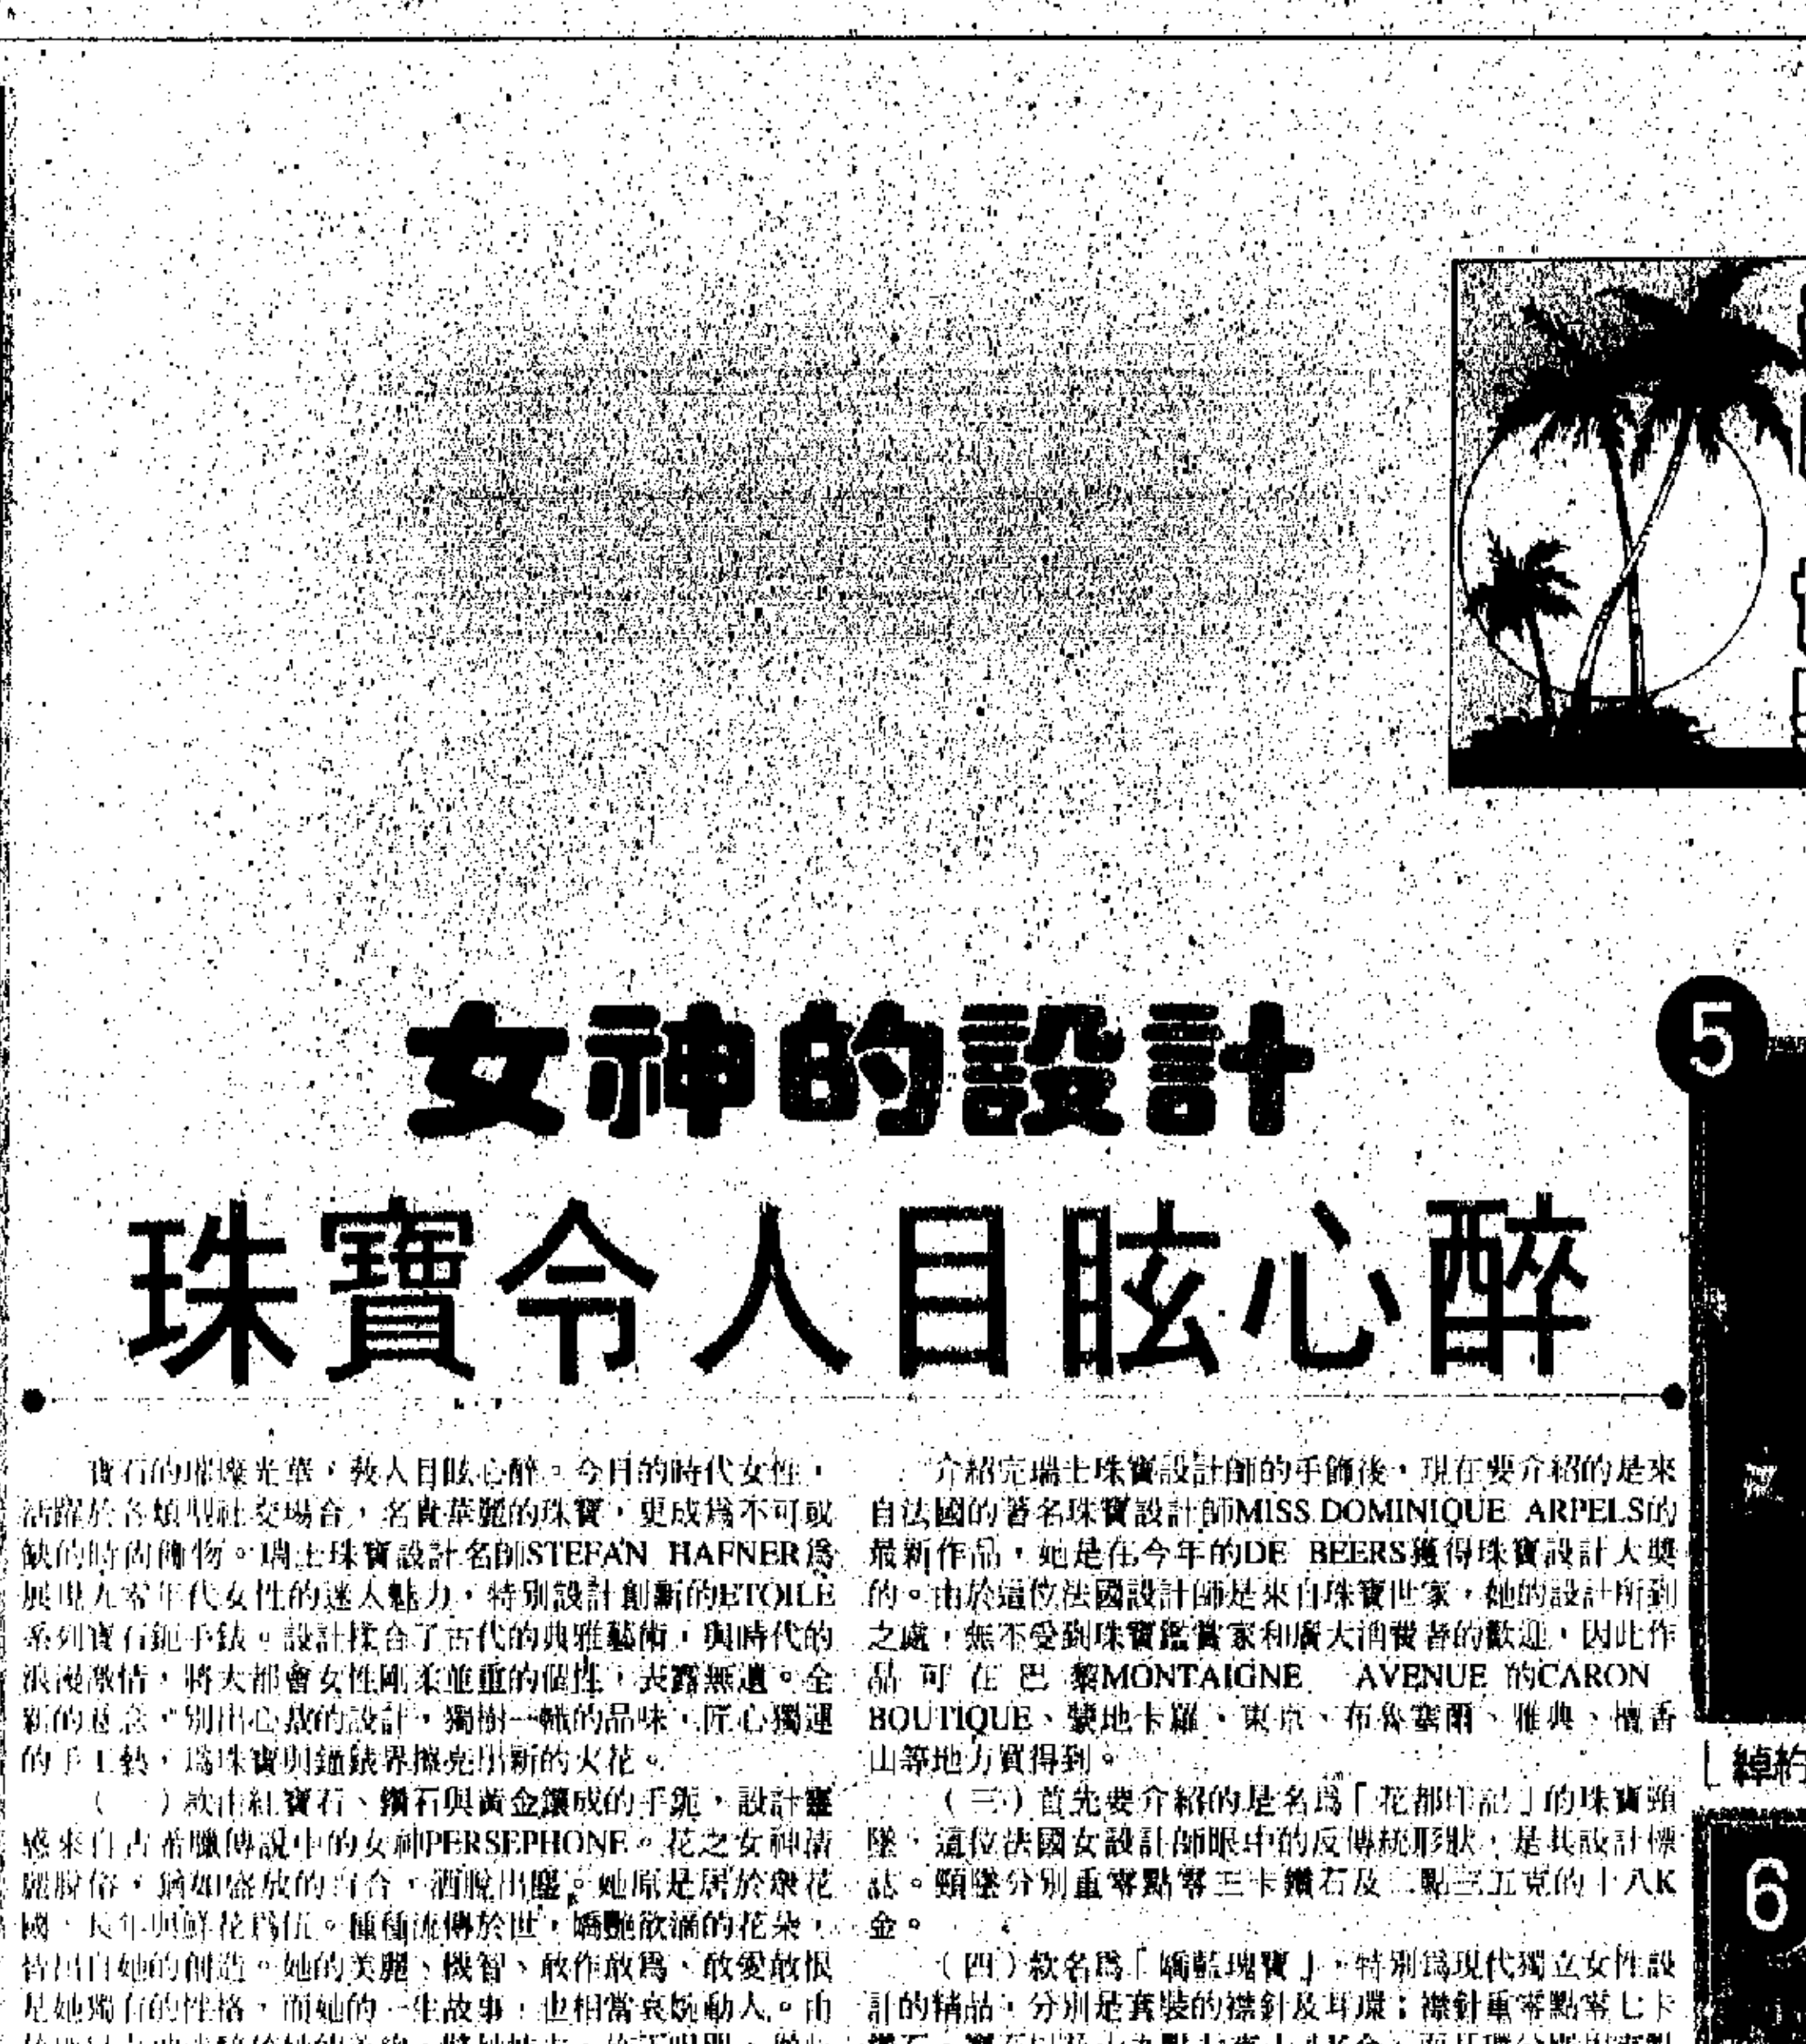 女神的設計
珠寶令人目眩心醉
寶石的璀璨光華，教人目眩心醉。今日的時代女性，
活躍於各類型社交場合，名貴華麗的珠寶，更成為不可或
缺的時尚飾物。瑞士珠寶設計名師STEFAN HAFNER爲
展現九零年代女性的迷人魅力，特別設計創新的ETOILE
系列寶石鈪手錶。設計揉合了古代的典雅藝術，與時代的
浪漫激情，將大都會女性剛柔並重的個性，表露無遺。全
新的意念，別出心裁的設計，獨樹一幟的品味，匠心獨運
的手工藝，爲珠寶與鐘錶界擦亮出新的火花。
（一）款由紅寶石、鑽石與黃金鑲成的手鈪，設計靈
感來自古希臘傳說中的女神PERSEPHONE。花之女神清
麗脫俗，猶如盛放的百合，洒脫出塵。她原是居於衆花
國，長年與鮮花爲伍。種種流傳於世，嬌艷欲滴的花朵，
皆出自她的創造。她的美麗、機智、敢作敢爲、敢愛敢恨
是她獨有的性格，而她的一生故事，也相當哀婉動人。由
介紹完瑞士珠寶設計師的手飾後，現在要介紹的是來
自法國的著名珠寶設計師MISS DOMINIQUE ARPELS的
最新作品，她是在今年的DE BEERS獲得珠寶設計大獎
的。由於這位法國設計師是來自珠寶世家，她的設計所到
之處，無不受到珠寶鑑賞家和廣大消費者的歡迎，因此作
品可在巴黎MONTAIGNE AVENUE的CARON
BOUTIQUE、蒙地卡羅、東京、布魯塞爾、雅典、檀香
山等地方買得到。
（三）首先要介紹的是名爲「花都印記」的珠寶頸
墜，這位法國女設計師眼中的反傳統形狀，是其設計標
誌。頸墜分別重零點零三卡鑽石及二點三五克的十八K
金。
（四）款名爲「嬌藍瑰寶」，特別爲現代獨立女性設
計的精品，分別是套裝的襟針及耳環；襟針重零點零七卡
5
綽約
6